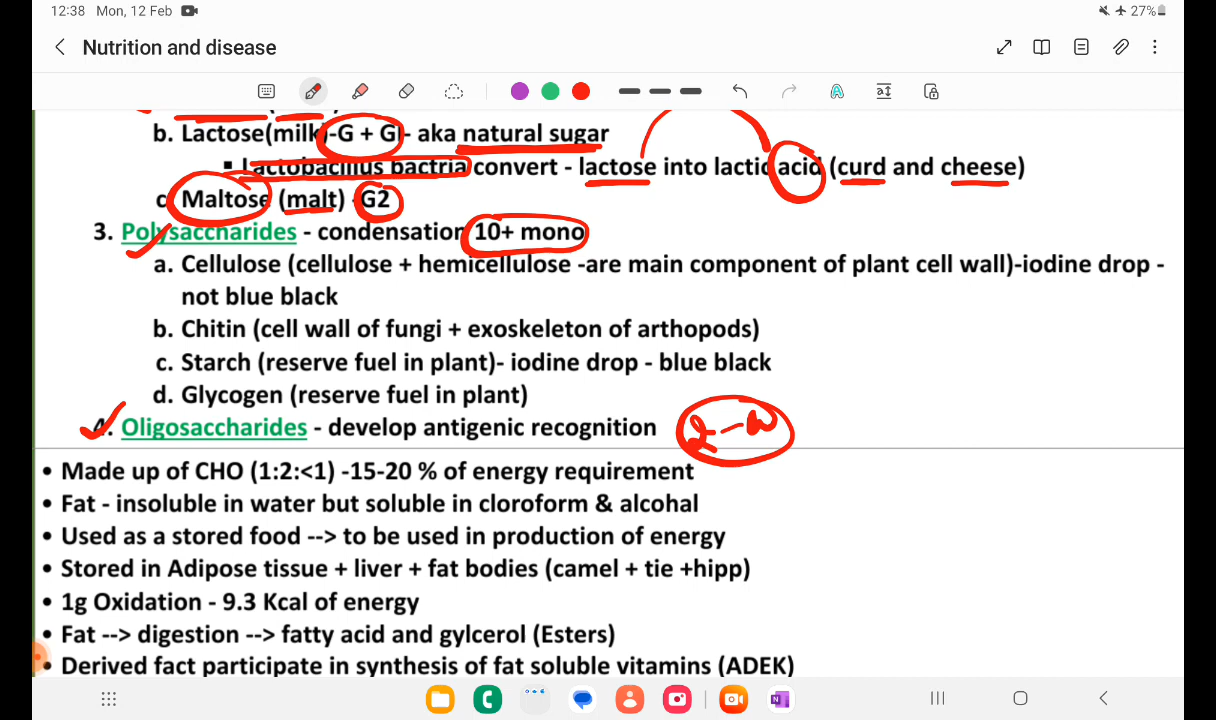 12:38 Mon, 12 Feb 27%
Nutrition and disease
b. Lactose(milk)-G + Gl- aka natural sugar
Lactobacillus bactria convert - lactose into lactic acid (curd and cheese)
c. Maltose (malt) -G2
3. Polysaccharides - condensation 10+ mono
a. Cellulose (cellulose + hemicellulose -are main component of plant cell wall)-iodine drop -
not blue black
b. Chitin (cell wall of fungi + exoskeleton of arthopods)
c. Starch (reserve fuel in plant)- iodine drop - blue black
d. Glycogen (reserve fuel in plant)
4. Oligosaccharides - develop antigenic recognition
• Made up of CHO (1:2:<1) -15-20 % of energy requirement
• Fat - insoluble in water but soluble in cloroform & alcohal
• Used as a stored food --> to be used in production of energy
• Stored in Adipose tissue + liver + fat bodies (camel + tie +hipp)
• 1g Oxidation - 9.3 Kcal of energy
• Fat --> digestion --> fatty acid and gylcerol (Esters)
• Derived fact participate in synthesis of fat soluble vitamins (ADEK)